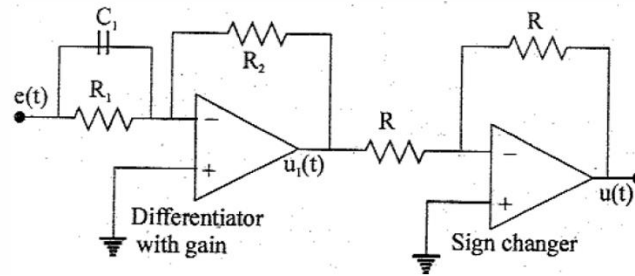 C₁
R
R₂
e(t)
R₁
R
−
−
+
u₁(t)
+
u(t)
Differentiator
with gain
Sign changer